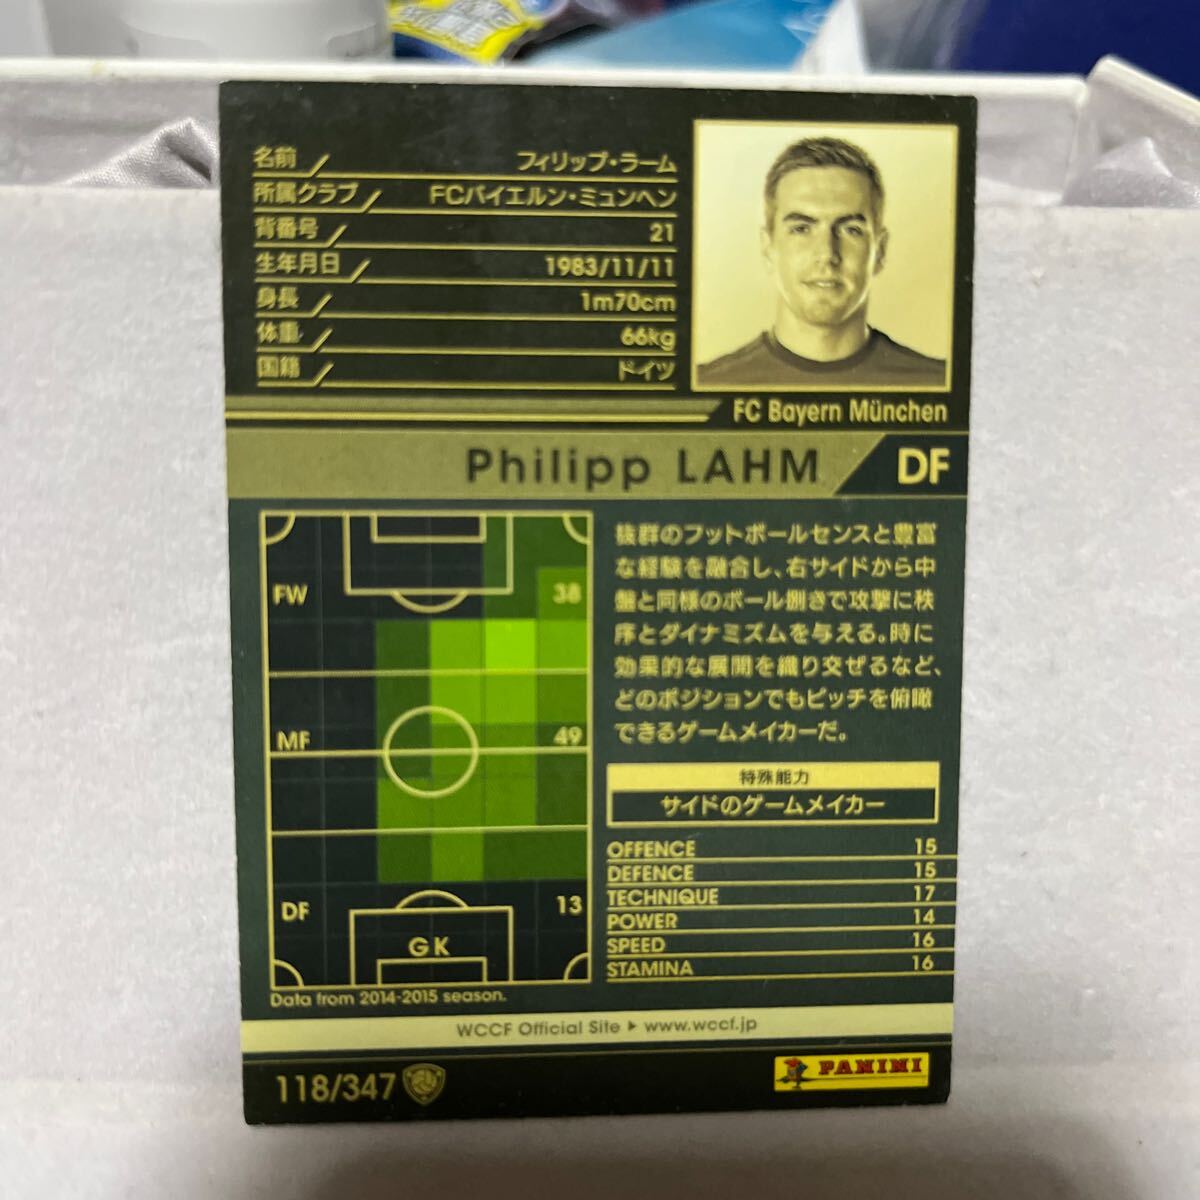 名前 フィリップ・ラーム
所属クラブ FCバイエルン・ミュンヘン
背番号 21
生年月日 1983/11/11
身長 1m70cm
体重 66kg
国籍 ドイツ
FC Bayern München
Philipp LAHM DF
FW 38
MF 49
DF 13
GK
Data from 2014-2015 season.
抜群のフットボールセンスと豊富
な経験を融合し、右サイドから中
盤と同様のボール捌きで攻撃に秩
序とダイナミズムを与える。時に
効果的な展開を織り交ぜるなど、
どのポジションでもピッチを俯瞰
できるゲームメイカーだ。
特殊能力
サイドのゲームメイカー
OFFENCE 15
DEFENCE 15
TECHNIQUE 17
POWER 14
SPEED 16
STAMINA 16
WCCF Official Site ▶ www.wccf.jp
118/347
PANINI